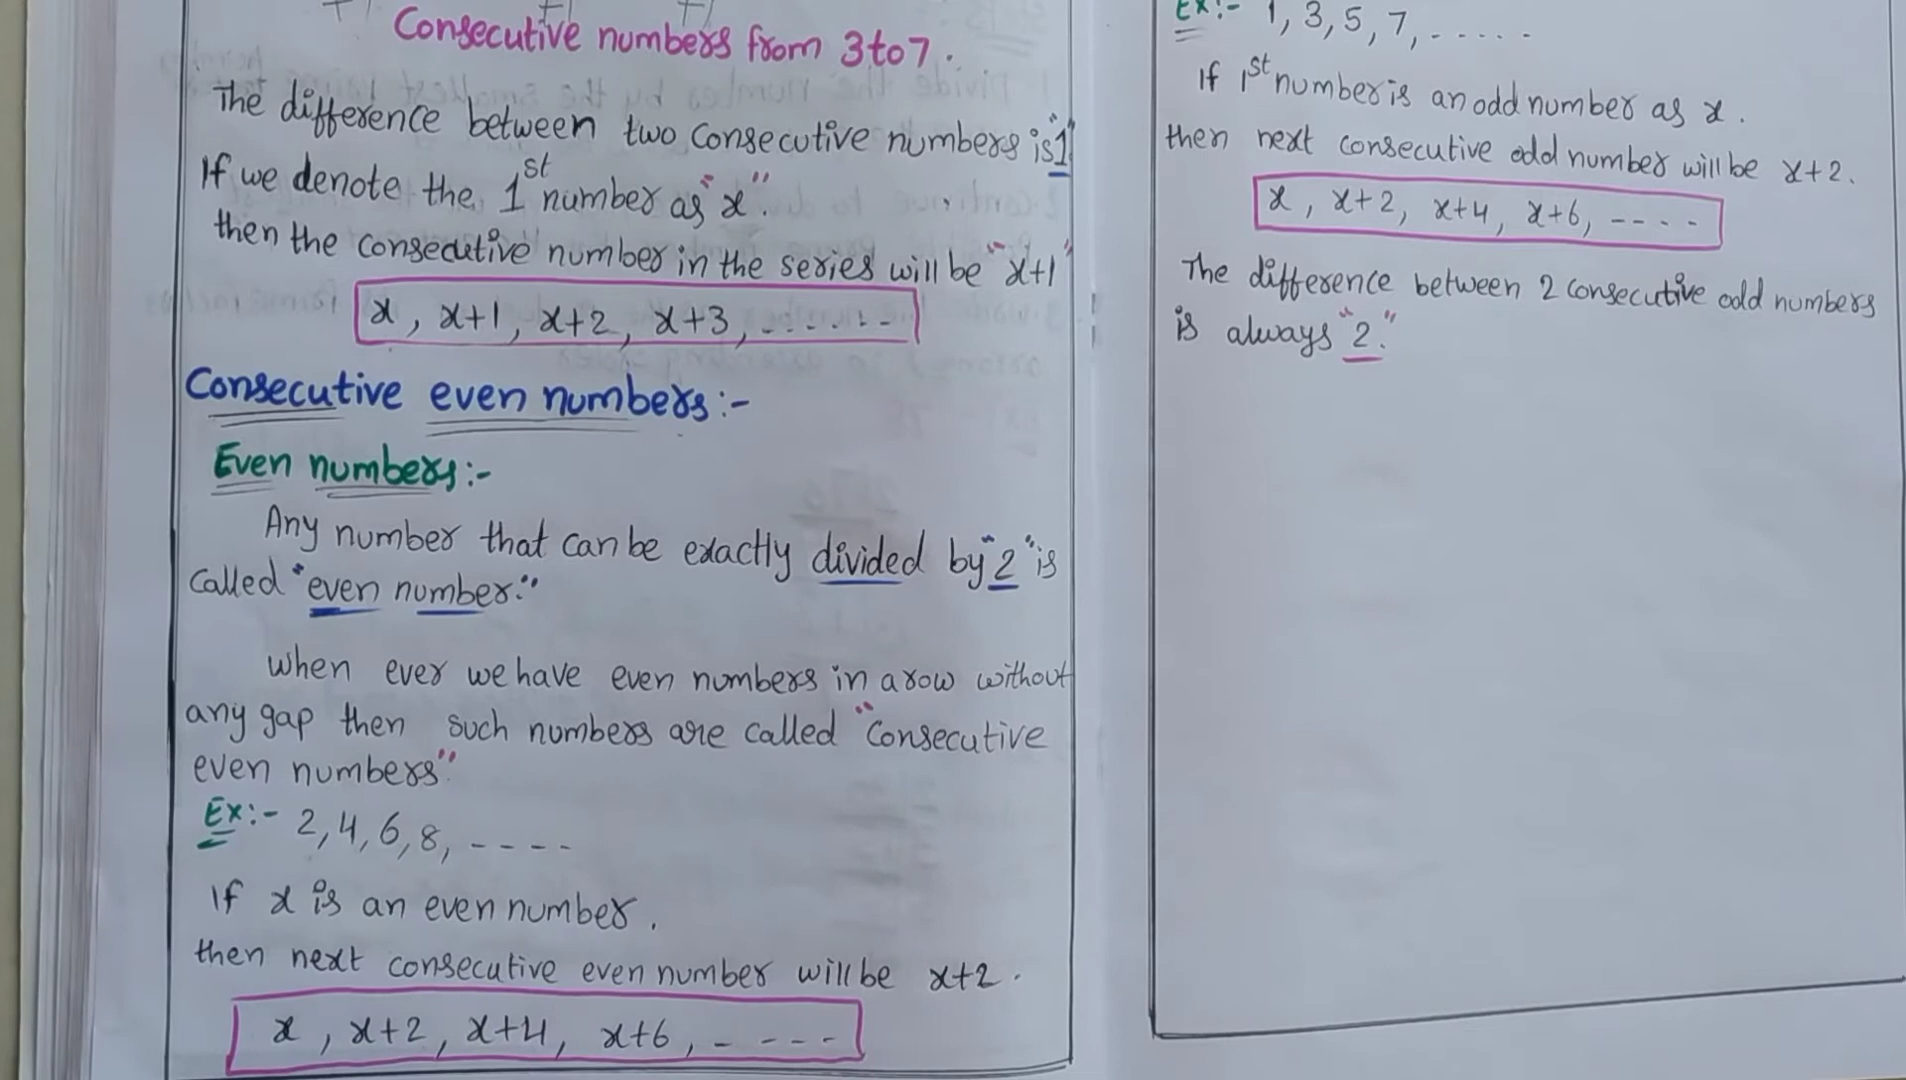 Consecutive numbers from 3 to 7.
The difference between two consecutive numbers is "1"
If we denote the 1st number as "x".
then the consecutive number in the series will be "x+1"
x, x+1, x+2, x+3, ......
Consecutive even numbers:-
Even numbers:-
Any number that can be exactly divided by "2" is
called "even number."
When ever we have even numbers in a row without
any gap then such numbers are called "Consecutive
even numbers"
Ex:- 2, 4, 6, 8, ----
If x is an even number.
then next consecutive even number will be x+2.
x, x+2, x+4, x+6, ----
Ex:- 1, 3, 5, 7, .....
If 1st number is an odd number as x.
then next consecutive odd number will be x+2.
x, x+2, x+4, x+6, ----
The difference between 2 consecutive odd numbers
is always "2."